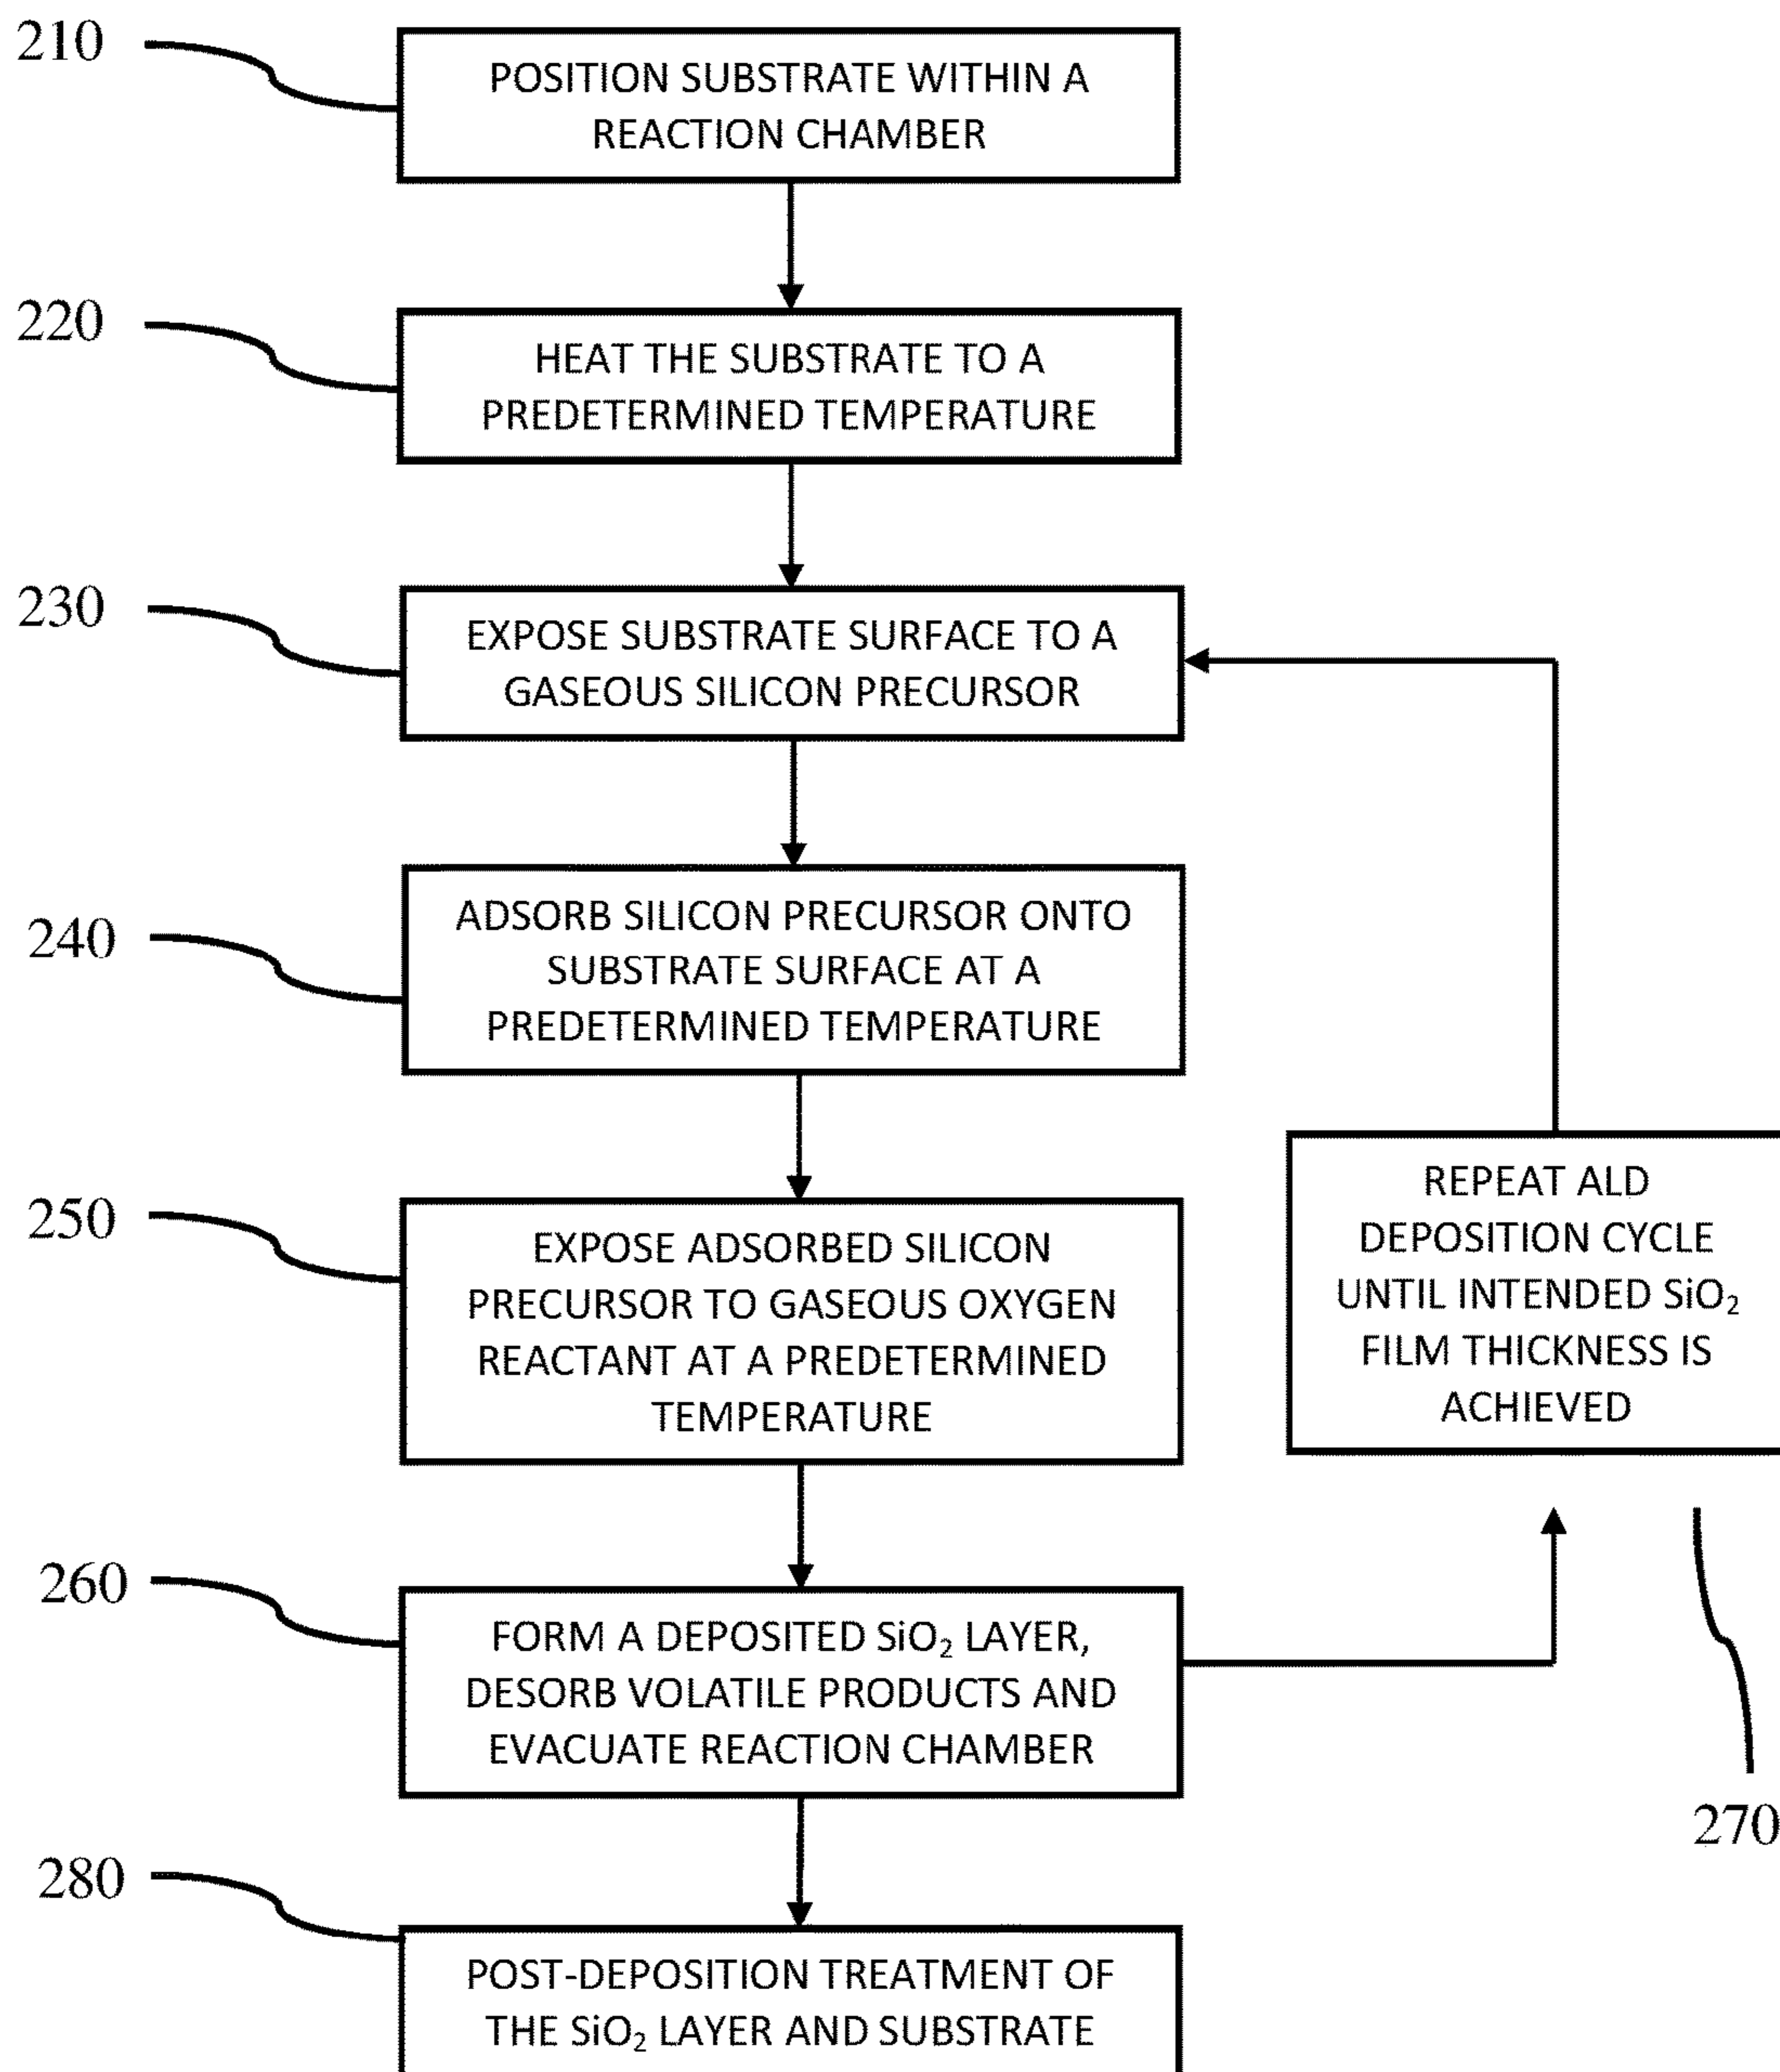 210
POSITION SUBSTRATE WITHIN A
REACTION CHAMBER
220
HEAT THE SUBSTRATE TO A
PREDETERMINED TEMPERATURE
230
EXPOSE SUBSTRATE SURFACE TO A
GASEOUS SILICON PRECURSOR
240
ADSORB SILICON PRECURSOR ONTO
SUBSTRATE SURFACE AT A
PREDETERMINED TEMPERATURE
250
EXPOSE ADSORBED SILICON
PRECURSOR TO GASEOUS OXYGEN
REACTANT AT A PREDETERMINED
TEMPERATURE
REPEAT ALD
DEPOSITION CYCLE
UNTIL INTENDED SiO₂
FILM THICKNESS IS
ACHIEVED
260
FORM A DEPOSITED SiO₂ LAYER,
DESORB VOLATILE PRODUCTS AND
EVACUATE REACTION CHAMBER
270
280
POST-DEPOSITION TREATMENT OF
THE SiO₂ LAYER AND SUBSTRATE